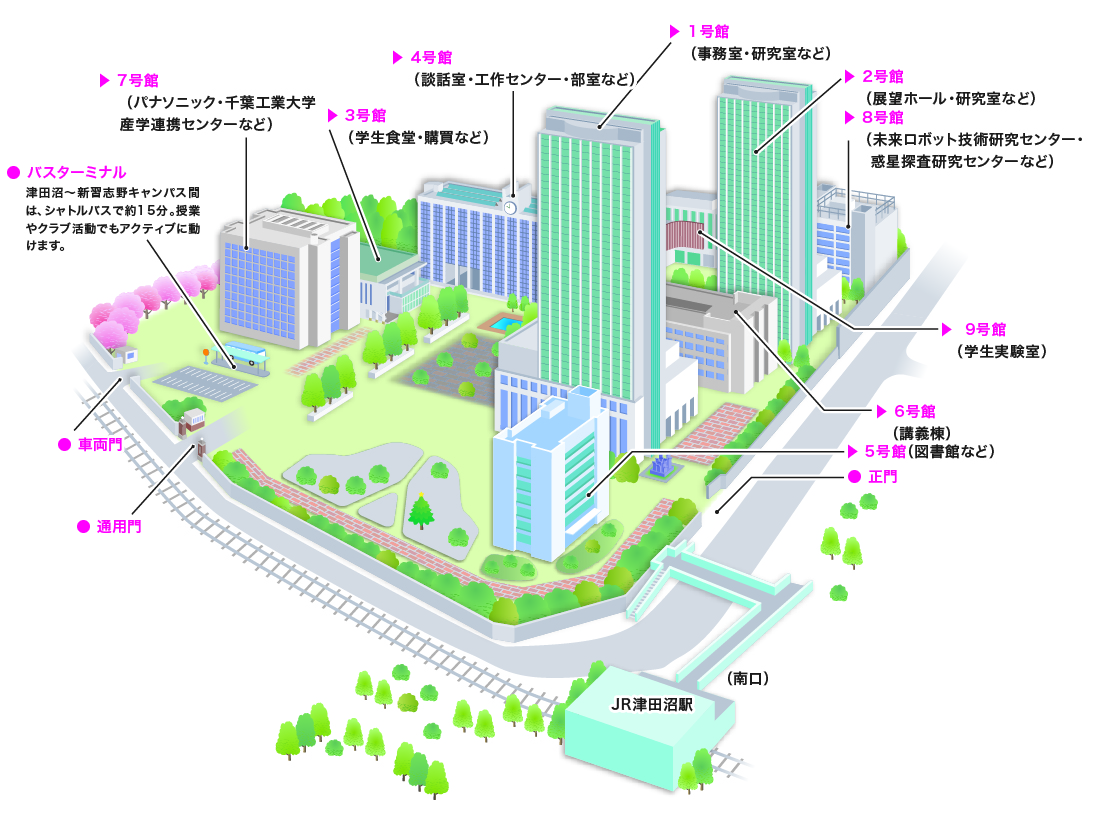 ▶ 1号館
（事務室・研究室など）
▶ 4号館
（談話室・工作センター・部室など）
▶ 7号館
（パナソニック・千葉工業大学
産学連携センターなど）
▶ 3号館
（学生食堂・購買など）
▶ 2号館
（展望ホール・研究室など）
▶ 8号館
（未来ロボット技術研究センター・
惑星探査研究センターなど）
● バスターミナル
津田沼〜新習志野キャンパス間
は、シャトルバスで約15分。授業
やクラブ活動でもアクティブに動
けます。
▶ 9号館
（学生実験室）
▶ 6号館
（講義棟）
▶ 5号館（図書館など）
● 正門
● 車両門
● 通用門
（南口）
JR津田沼駅